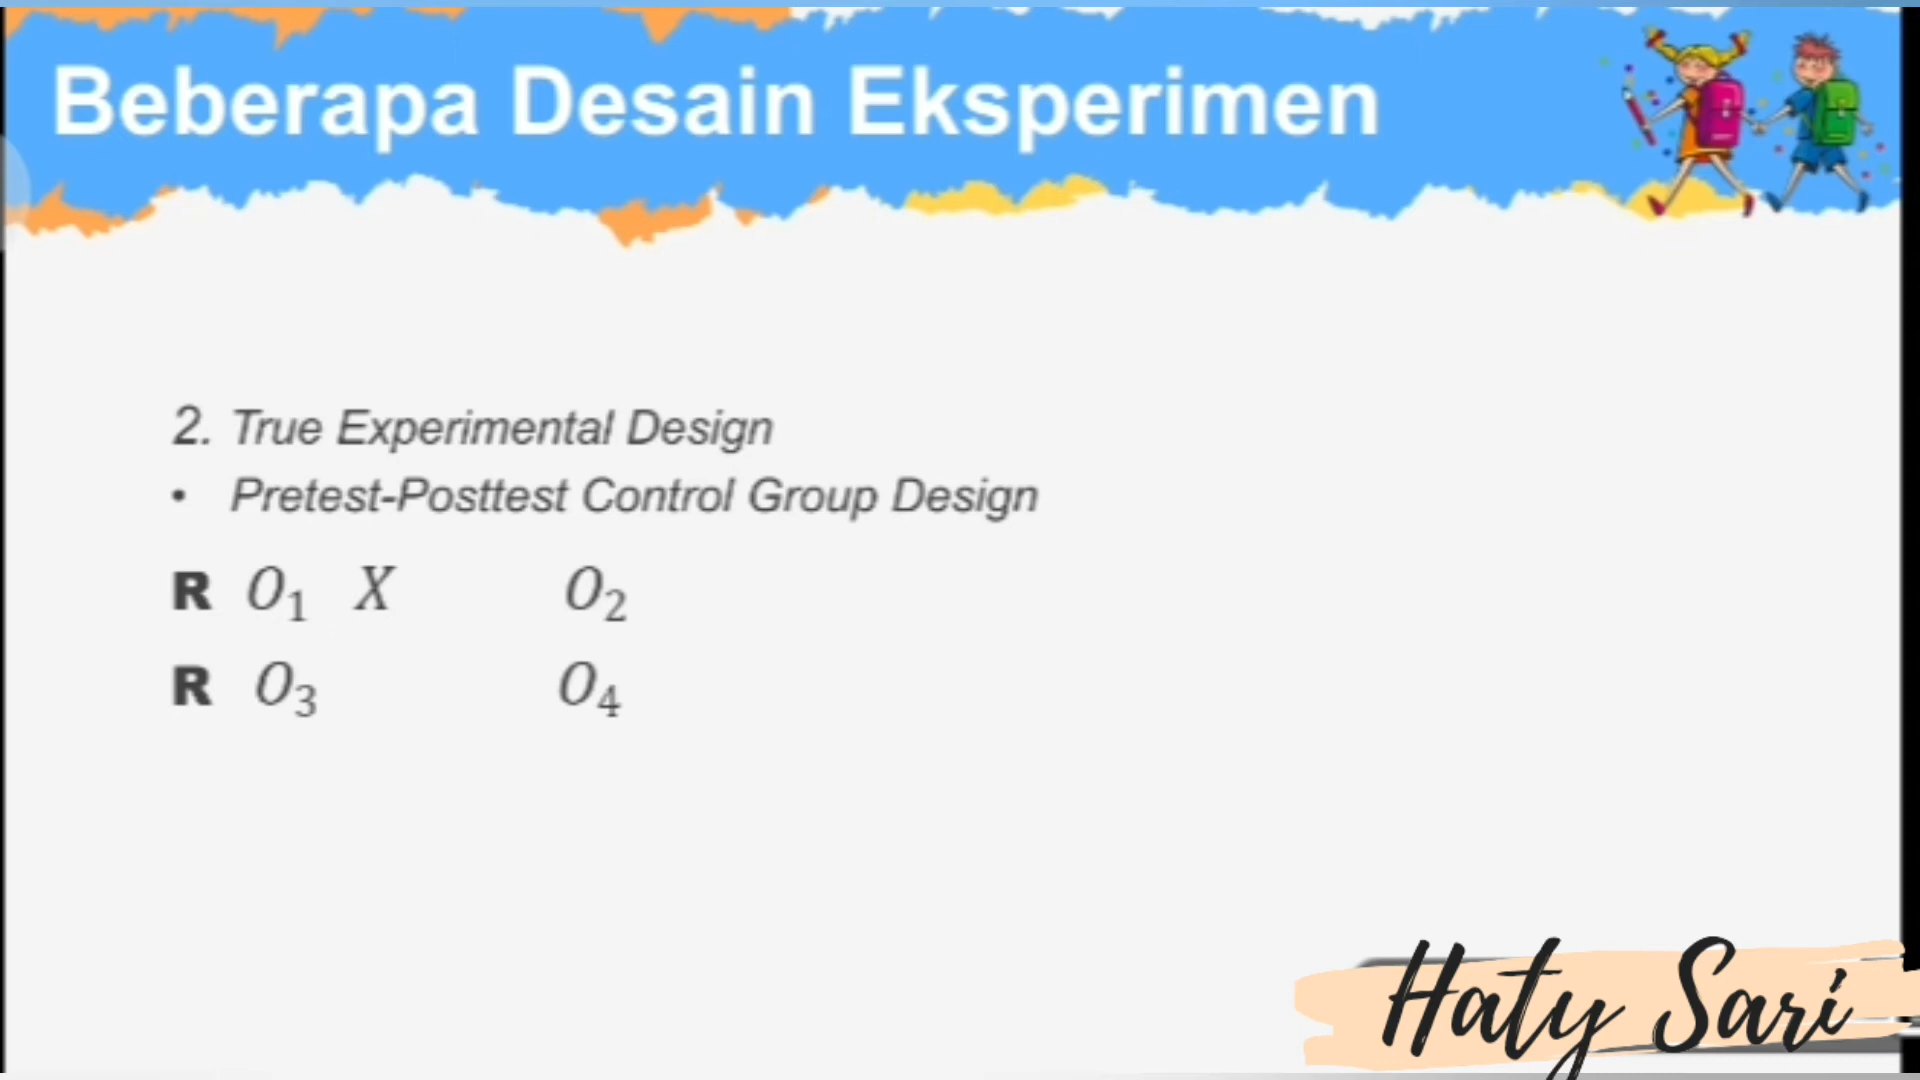 Beberapa Desain Eksperimen
2. True Experimental Design
• Pretest-Posttest Control Group Design
R O₁ X O₂
R O₃ O₄
Haty Sari